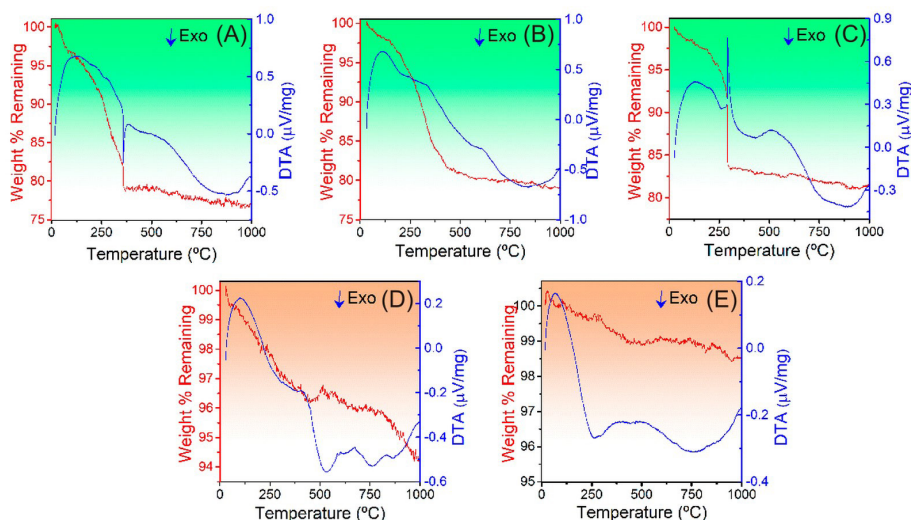 ↓ Exo (A)
Weight % Remaining
100
95
90
85
80
75
1.0
0.5
0.0
-0.5
DTA (µV/mg)
0 250 500 750 1000
Temperature (ºC)
↓ Exo (B)
Weight % Remaining
100
95
90
85
80
75
1.0
0.5
0.0
-0.5
-1.0
DTA (µV/mg)
0 250 500 750 1000
Temperature (ºC)
↓ Exo (C)
Weight % Remaining
100
95
90
85
80
0.9
0.6
0.3
0.0
-0.3
DTA (µV/mg)
0 250 500 750 1000
Temperature (ºC)
↓ Exo (D)
Weight % Remaining
100
99
98
97
96
95
94
0.2
0.0
-0.2
-0.4
-0.6
DTA (µV/mg)
0 250 500 750 1000
Temperature (ºC)
↓ Exo (E)
Weight % Remaining
100
99
98
97
96
95
0.2
0.0
-0.2
-0.4
DTA (µV/mg)
0 250 500 750 1000
Temperature (ºC)